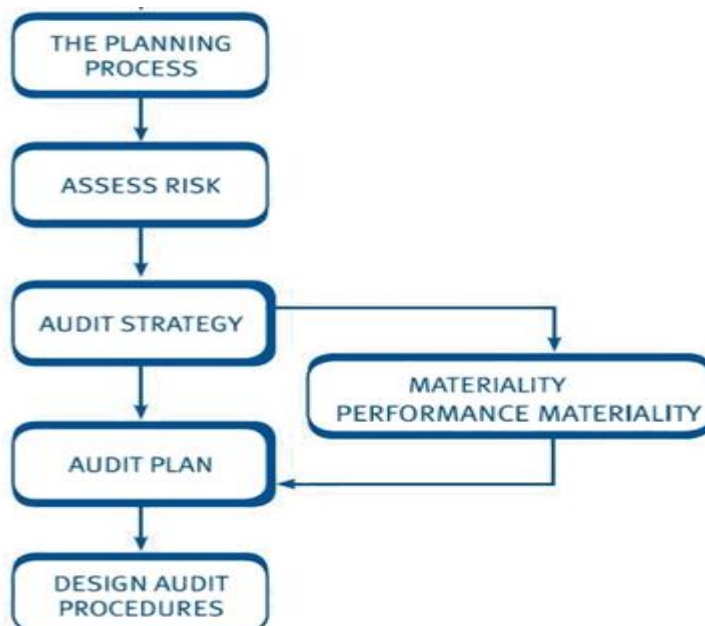 THE PLANNING
PROCESS
ASSESS RISK
AUDIT STRATEGY
MATERIALITY
PERFORMANCE MATERIALITY
AUDIT PLAN
DESIGN AUDIT
PROCEDURES